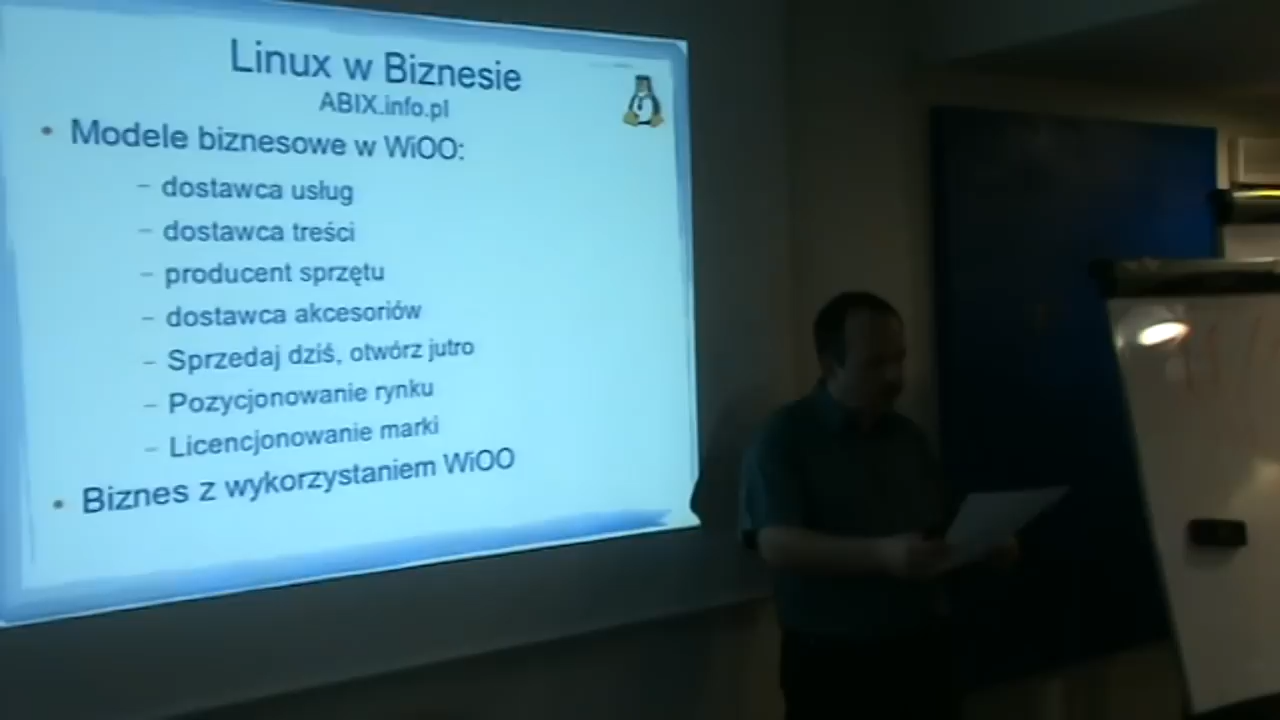 Linux w Biznesie
ABIX.info.pl
• Modele biznesowe w WiOO:
– dostawca usług
– dostawca treści
– producent sprzętu
– dostawca akcesoriów
– Sprzedaj dziś, otwórz jutro
– Pozycjonowanie rynku
– Licencjonowanie marki
• Biznes z wykorzystaniem WiOO